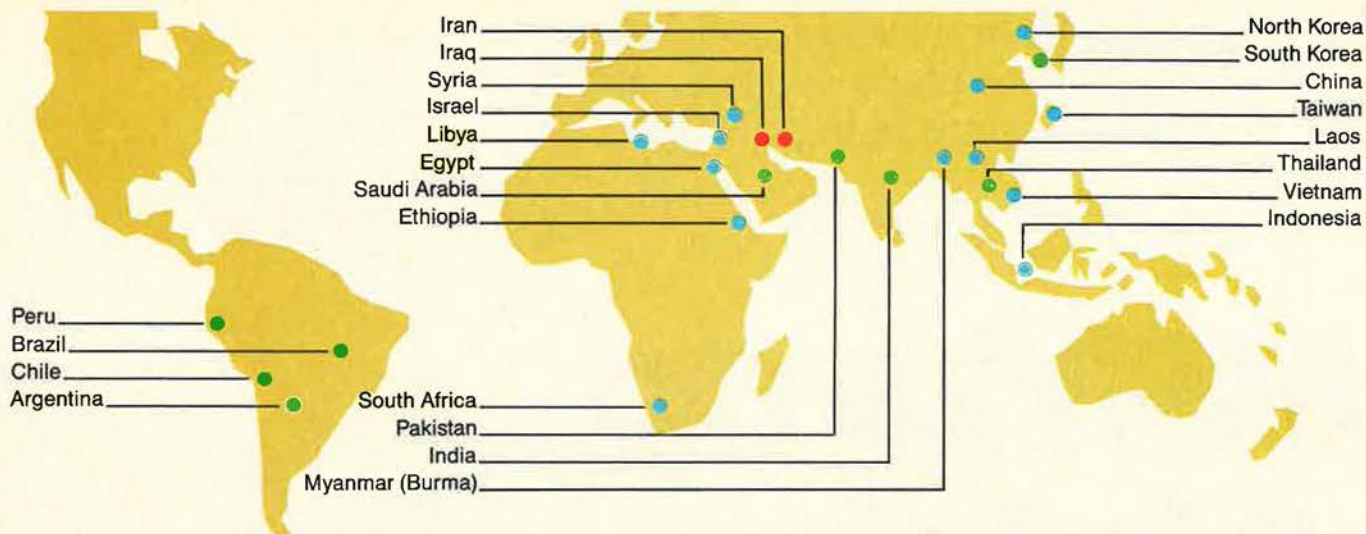 Iran
Iraq
Syria
Israel
Libya
Egypt
Saudi Arabia
Ethiopia
North Korea
South Korea
China
Taiwan
Laos
Thailand
Vietnam
Indonesia
Peru
Brazil
Chile
Argentina
South Africa
Pakistan
India
Myanmar (Burma)